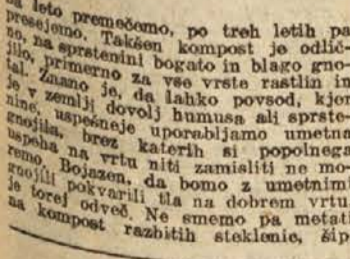 leto premečemo, po treh letih pa
presejemo. Takšen kompost je odlič-
no, na sprstenini bogato in blago gno-
jilo, primerno za vse vrste rastlin in
tal. Znano je, da lahko povsod, kjer
je v zemlji dovolj humusa ali sprste-
nine, uspešneje uporabljamo umetna
gnojila, brez katerih si popolnega
uspeha na vrtu niti zamisliti ne mo-
remo. Bojazen, da bomo z umetnimi
gnojili pokvarili tla na dobrem vrtu,
je torej odveč. Ne smemo pa metati
na kompost razbitih steklenic, šip